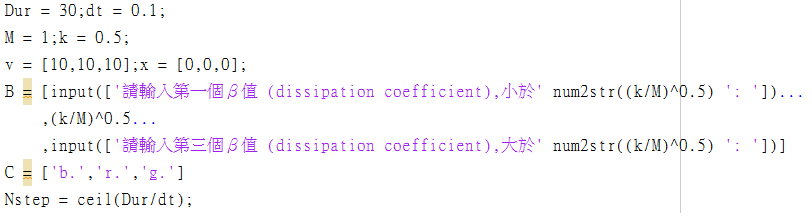 Dur = 30;dt = 0.1;
M = 1;k = 0.5;
v = [10,10,10];x = [0,0,0];
B = [input(['請輸入第一個β值 (dissipation coefficient),小於' num2str((k/M)^0.5) ': '])...
,(k/M)^0.5...
,input(['請輸入第三個β值 (dissipation coefficient),大於' num2str((k/M)^0.5) ': '])]
C = ['b.','r.','g.']
Nstep = ceil(Dur/dt);